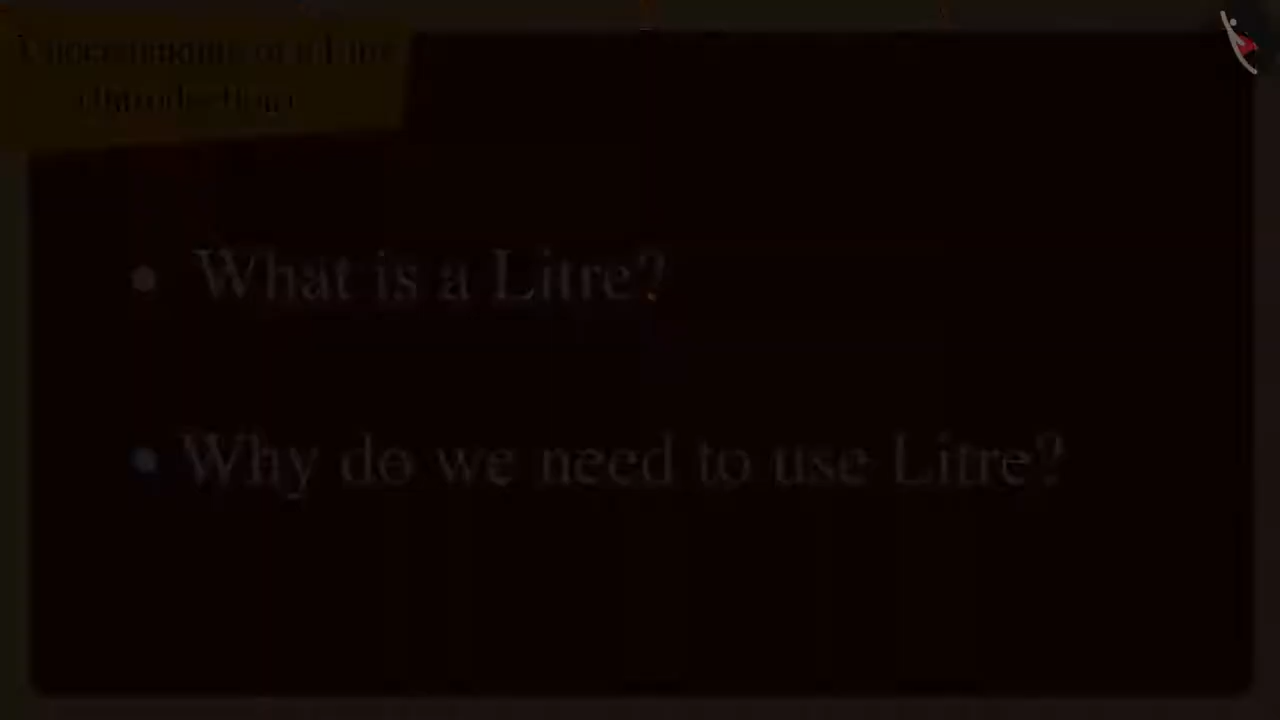 Understanding of a Litre
(Introduction)
What is a Litre?
Why do we need to use Litre?